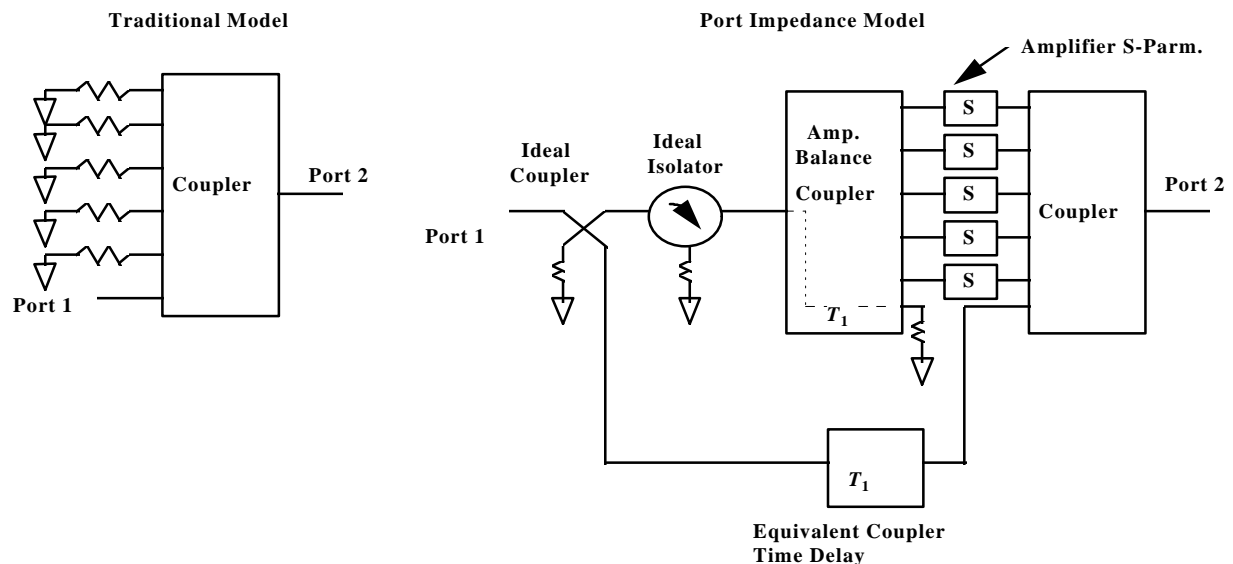 Traditional Model
Coupler
Port 2
Port 1
Port Impedance Model
Amplifier S-Parm.
Ideal
Coupler
Ideal
Isolator
Port 1
Amp.
Balance
Coupler
T1
S
S
S
S
S
Coupler
Port 2
T1
Equivalent Coupler
Time Delay